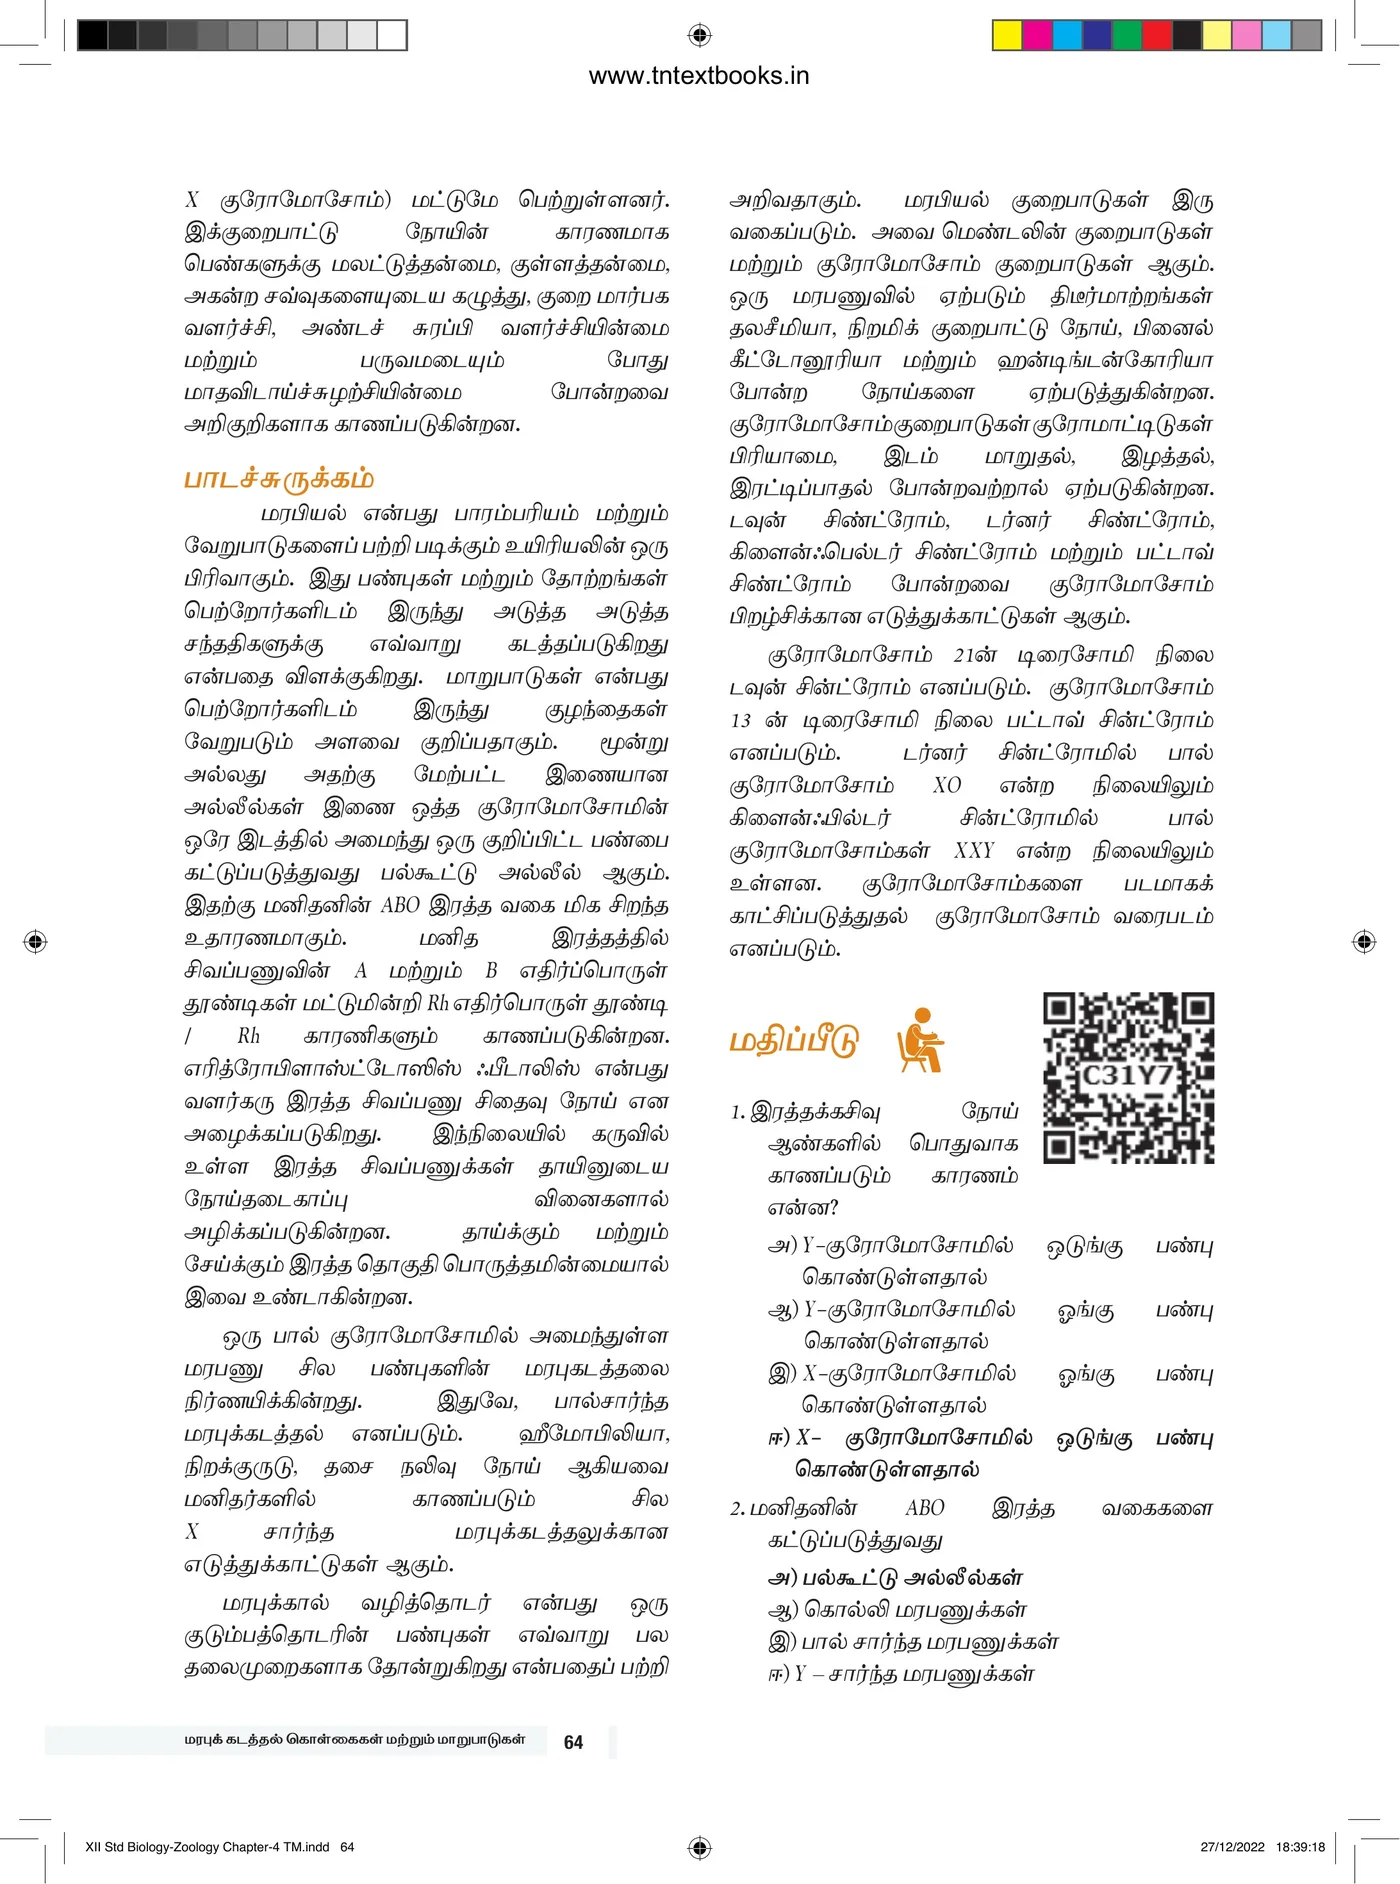 www.tntextbooks.in
X குரோமோசோம்) மட்டுமே பெற்றுள்ளனர்.
இக்குறைபாட்டு நோயின் காரணமாக
பெண்களுக்கு மலட்டுத்தன்மை, குள்ளத்தன்மை,
அகன்ற சவ்வுகளையுடைய கழுத்து, குறை மார்பக
வளர்ச்சி, அண்டச் சுரப்பி வளர்ச்சியின்மை
மற்றும் பருவமடையும் போது
மாதவிடாய்ச்சுழற்சியின்மை போன்றவை
அறிகுறிகளாக காணப்படுகின்றன.
பாடச்சுருக்கம்
மரபியல் என்பது பாரம்பரியம் மற்றும்
வேறுபாடுகளைப் பற்றி படிக்கும் உயிரியலின் ஒரு
பிரிவாகும். இது பண்புகள் மற்றும் தோற்றங்கள்
பெற்றோர்களிடம் இருந்து அடுத்த அடுத்த
சந்ததிகளுக்கு எவ்வாறு கடத்தப்படுகிறது
என்பதை விளக்குகிறது. மாறுபாடுகள் என்பது
பெற்றோர்களிடம் இருந்து குழந்தைகள்
வேறுபடும் அளவை குறிப்பதாகும். மூன்று
அல்லது அதற்கு மேற்பட்ட இணையான
அல்லீல்கள் இணை ஒத்த குரோமோசோமின்
ஒரே இடத்தில் அமைந்து ஒரு குறிப்பிட்ட பண்பை
கட்டுப்படுத்துவது பல்கூட்டு அல்லீல் ஆகும்.
இதற்கு மனிதனின் ABO இரத்த வகை மிக சிறந்த
உதாரணமாகும். மனித இரத்தத்தில்
சிவப்பணுவின் A மற்றும் B எதிர்ப்பொருள்
தூண்டிகள் மட்டுமின்றி Rh எதிர்பொருள் தூண்டி
/ Rh காரணிகளும் காணப்படுகின்றன.
எரித்ரோபிளாஸ்ட்டோஸிஸ் ஃபீடாலிஸ் என்பது
வளர்கரு இரத்த சிவப்பணு சிதைவு நோய் என
அழைக்கப்படுகிறது. இந்நிலையில் கருவில்
உள்ள இரத்த சிவப்பணுக்கள் தாயினுடைய
நோய்தடைகாப்பு வினைகளால்
அழிக்கப்படுகின்றன. தாய்க்கும் மற்றும்
சேய்க்கும் இரத்த தொகுதி பொருத்தமின்மையால்
இவை உண்டாகின்றன.
ஒரு பால் குரோமோசோமில் அமைந்துள்ள
மரபணு சில பண்புகளின் மரபுகடத்தலை
நிர்ணயிக்கின்றது. இதுவே, பால்சார்ந்த
மரபுக்கடத்தல் எனப்படும். ஹீமோபிலியா,
நிறக்குருடு, தசை நலிவு நோய் ஆகியவை
மனிதர்களில் காணப்படும் சில
X சார்ந்த மரபுக்கடத்தலுக்கான
எடுத்துக்காட்டுகள் ஆகும்.
மரபுக்கால் வழித்தொடர் என்பது ஒரு
குடும்பத்தொடரின் பண்புகள் எவ்வாறு பல
தலைமுறைகளாக தோன்றுகிறது என்பதைப் பற்றி
அறிவதாகும். மரபியல் குறைபாடுகள் இரு
வகைப்படும். அவை மெண்டலின் குறைபாடுகள்
மற்றும் குரோமோசோம் குறைபாடுகள் ஆகும்.
ஒரு மரபணுவில் ஏற்படும் திடீர்மாற்றங்கள்
தலசீமியா, நிறமிக் குறைபாட்டு நோய், பினைல்
கீட்டோனூரியா மற்றும் ஹன்டிங்டன்கோரியா
போன்ற நோய்களை ஏற்படுத்துகின்றன.
குரோமோசோம்குறைபாடுகள் குரோமாட்டிடுகள்
பிரியாமை, இடம் மாறுதல், இழத்தல்,
இரட்டிப்பாதல் போன்றவற்றால் ஏற்படுகின்றன.
டவுன் சிண்ட்ரோம், டர்னர் சிண்ட்ரோம்,
கிளைன்ஃபெல்டர் சிண்ட்ரோம் மற்றும் பட்டாவ்
சிண்ட்ரோம் போன்றவை குரோமோசோம்
பிறழ்சிக்கான எடுத்துக்காட்டுகள் ஆகும்.
குரோமோசோம் 21ன் டிரைசோமி நிலை
டவுன் சின்ட்ரோம் எனப்படும். குரோமோசோம்
13 ன் டிரைசோமி நிலை பட்டாவ் சின்ட்ரோம்
எனப்படும். டர்னர் சின்ட்ரோமில் பால்
குரோமோசோம் XO என்ற நிலையிலும்
கிளைன்ஃபில்டர் சின்ட்ரோமில் பால்
குரோமோசோம்கள் XXY என்ற நிலையிலும்
உள்ளன. குரோமோசோம்களை படமாகக்
காட்சிப்படுத்துதல் குரோமோசோம் வரைபடம்
எனப்படும்.
மதிப்பீடு
C31Y7
1. இரத்தக்கசிவு நோய்
ஆண்களில் பொதுவாக
காணப்படும் காரணம்
என்ன?
அ) Y-குரோமோசோமில் ஒடுங்கு பண்பு
கொண்டுள்ளதால்
ஆ) Y-குரோமோசோமில் ஓங்கு பண்பு
கொண்டுள்ளதால்
இ) X-குரோமோசோமில் ஓங்கு பண்பு
கொண்டுள்ளதால்
ஈ) X- குரோமோசோமில் ஒடுங்கு பண்பு
கொண்டுள்ளதால்
2. மனிதனின் ABO இரத்த வகைகளை
கட்டுப்படுத்துவது
அ) பல்கூட்டு அல்லீல்கள்
ஆ) கொல்லி மரபணுக்கள்
இ) பால் சார்ந்த மரபணுக்கள்
ஈ) Y – சார்ந்த மரபணுக்கள்
மரபுக் கடத்தல் கொள்கைகள் மற்றும் மாறுபாடுகள் 64
XII Std Biology-Zoology Chapter-4 TM.indd 64 27/12/2022 18:39:18